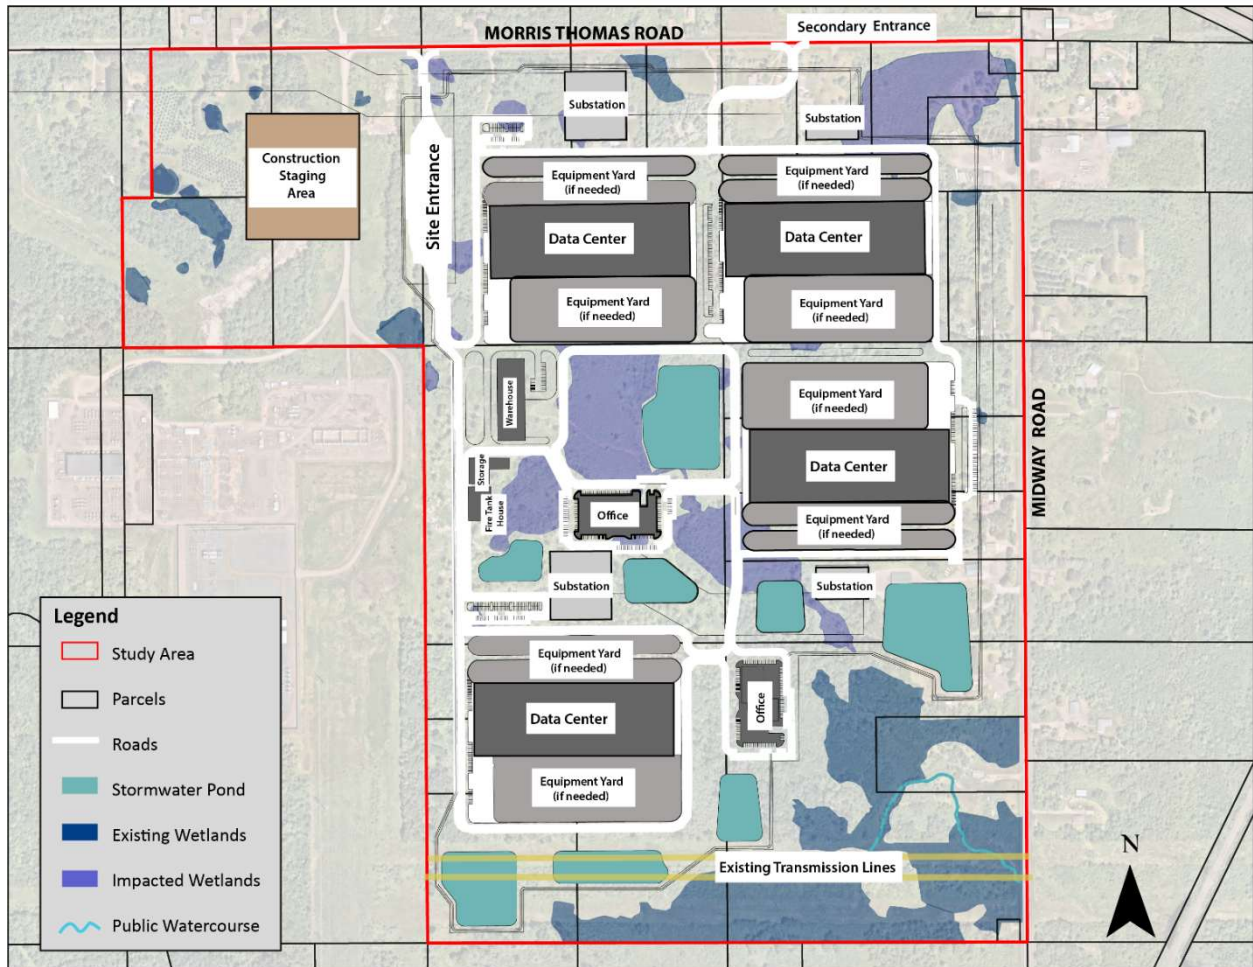 MORRIS THOMAS ROAD
Secondary Entrance
Substation
Substation
Construction
Staging
Area
Site Entrance
Equipment Yard
(if needed)
Equipment Yard
(if needed)
Data Center
Data Center
Equipment Yard
(if needed)
Equipment Yard
(if needed)
Warehouse
Equipment Yard
(if needed)
MIDWAY ROAD
Data Center
Storage
Fire Tank
House
Office
Equipment Yard
(if needed)
Substation
Substation
Equipment Yard
(if needed)
Data Center
Office
Equipment Yard
(if needed)
Existing Transmission Lines
N
Legend
Study Area
Parcels
Roads
Stormwater Pond
Existing Wetlands
Impacted Wetlands
Public Watercourse